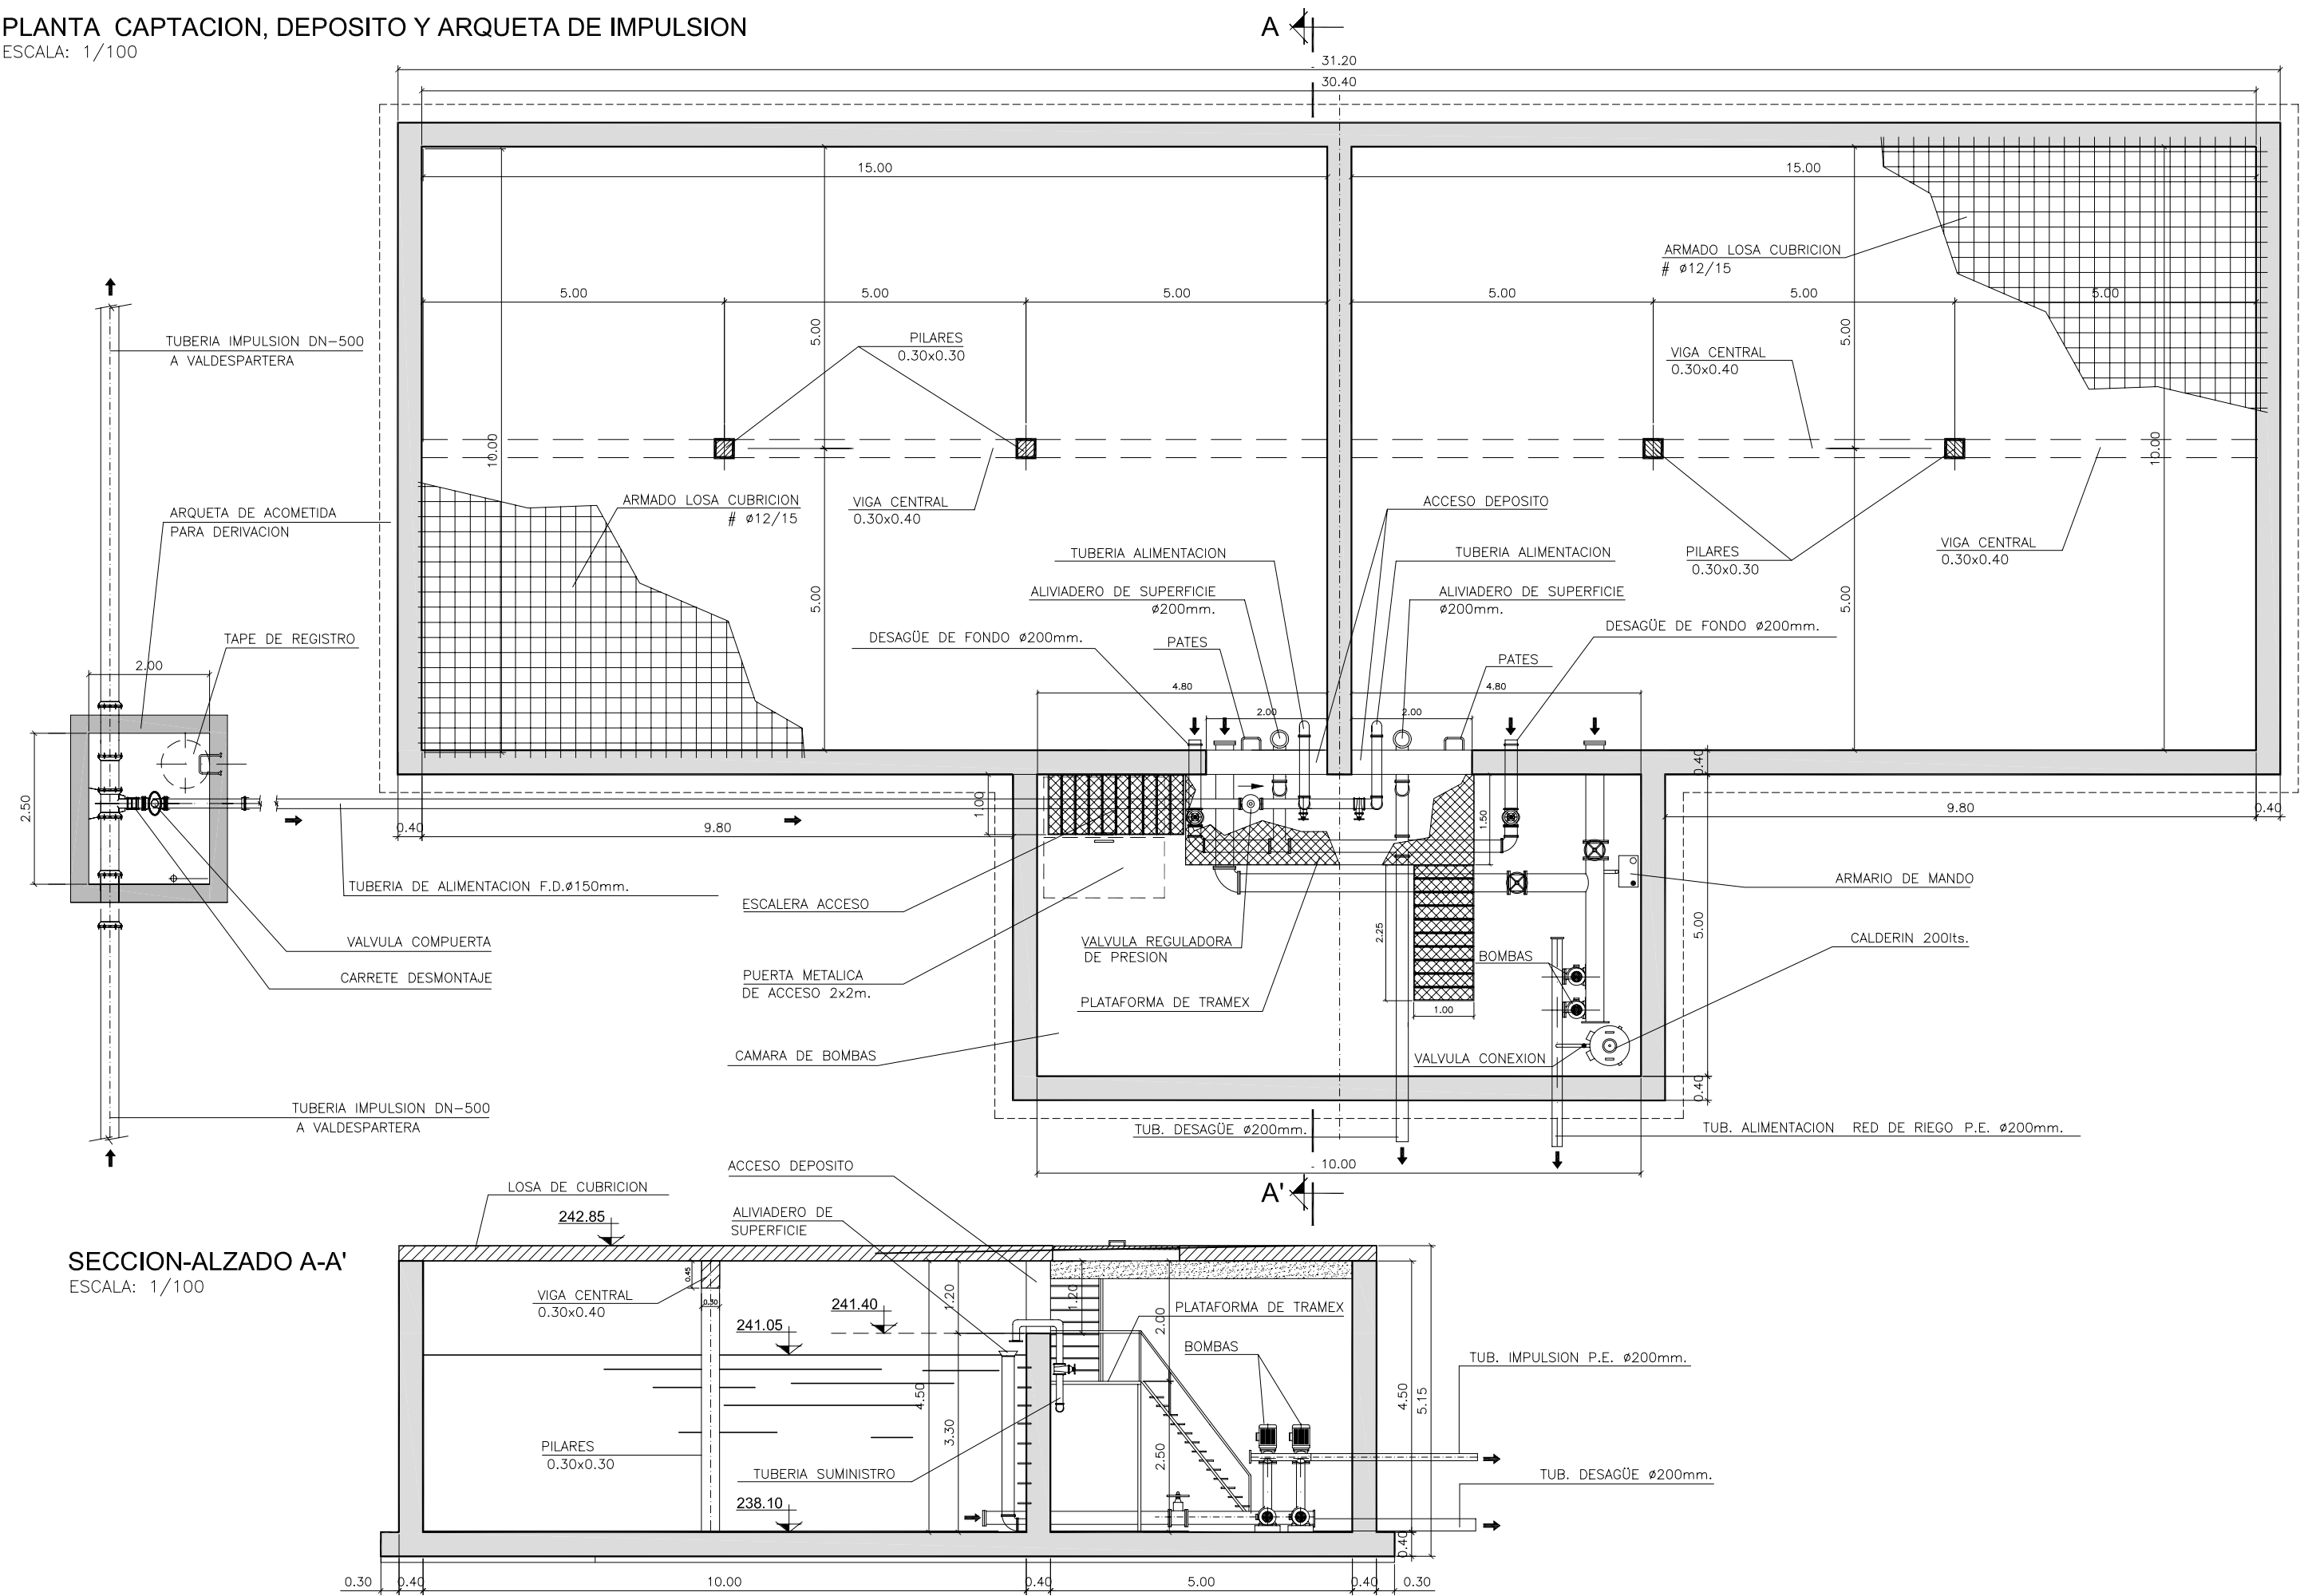 PLANTA CAPTACION, DEPOSITO Y ARQUETA DE IMPULSION
ESCALA: 1/100
A
31.20
30.40
15.00
15.00
ARMADO LOSA CUBRICION
# ø12/15
5.00
5.00
5.00
5.00
5.00
5.00
TUBERIA IMPULSION DN-500
A VALDESPARTERA
PILARES
0.30x0.30
5.00
5.00
VIGA CENTRAL
0.30x0.40
10.00
10.00
ARMADO LOSA CUBRICION
# ø12/15
VIGA CENTRAL
0.30x0.40
ACCESO DEPOSITO
ARQUETA DE ACOMETIDA
PARA DERIVACION
TUBERIA ALIMENTACION
TUBERIA ALIMENTACION
PILARES
0.30x0.30
VIGA CENTRAL
0.30x0.40
ALIVIADERO DE SUPERFICIE
ø200mm.
ALIVIADERO DE SUPERFICIE
ø200mm.
5.00
5.00
TAPE DE REGISTRO
DESAGÜE DE FONDO ø200mm.
DESAGÜE DE FONDO ø200mm.
PATES
PATES
2.00
4.80
4.80
2.00
2.00
2.50
0.40
1.00
1.50
0.40
9.80
9.80
0.40
TUBERIA DE ALIMENTACION F.D.ø150mm.
ESCALERA ACCESO
ARMARIO DE MANDO
VALVULA COMPUERTA
VALVULA REGULADORA
DE PRESION
2.25
5.00
CALDERIN 200lts.
BOMBAS
CARRETE DESMONTAJE
PUERTA METALICA
DE ACCESO 2x2m.
PLATAFORMA DE TRAMEX
1.00
CAMARA DE BOMBAS
VALVULA CONEXION
0.40
TUBERIA IMPULSION DN-500
A VALDESPARTERA
TUB. DESAGÜE ø200mm.
TUB. ALIMENTACION RED DE RIEGO P.E. ø200mm.
10.00
A'
ACCESO DEPOSITO
LOSA DE CUBRICION
242.85
ALIVIADERO DE
SUPERFICIE
SECCION-ALZADO A-A'
ESCALA: 1/100
0.45
VIGA CENTRAL
0.30x0.40
0.30
241.40
241.05
1.20
1.20
2.00
PLATAFORMA DE TRAMEX
BOMBAS
TUB. IMPULSION P.E. ø200mm.
4.50
4.50
5.15
3.30
2.50
PILARES
0.30x0.30
TUBERIA SUMINISTRO
TUB. DESAGÜE ø200mm.
238.10
0.40
0.30
0.40
10.00
0.40
5.00
0.40
0.30